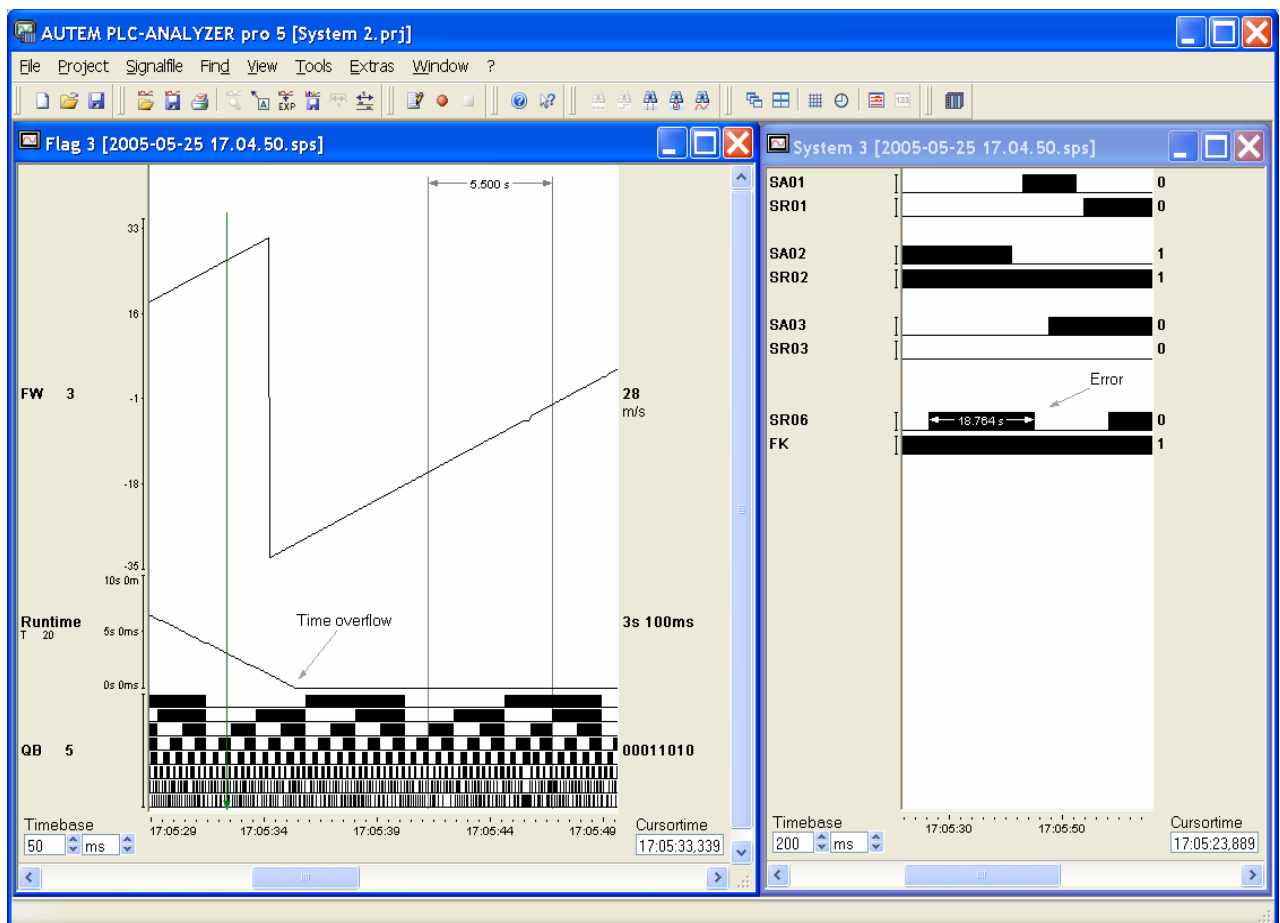 AUTEM PLC-ANALYZER pro 5 [System 2.prj]
File Project Signalfile Find View Tools Extras Window ?
EXP
123
Flag 3 [2005-05-25 17.04.50.sps]
5.500 s
33
16
FW 3
-1
28
m/s
-18
-35
10s 0m
Runtime
T 20
5s 0ms
Time overflow
3s 100ms
0s 0ms
QB 5
00011010
Timebase
50 ms
17:05:29 17:05:34 17:05:39 17:05:44 17:05:49
Cursortime
17:05:33,339
System 3 [2005-05-25 17.04.50.sps]
SA01 0
SR01 0
SA02 1
SR02 1
SA03 0
SR03 0
Error
SR06 18.764 s 0
FK 1
Timebase
200 ms
17:05:30 17:05:50
Cursortime
17:05:23,889